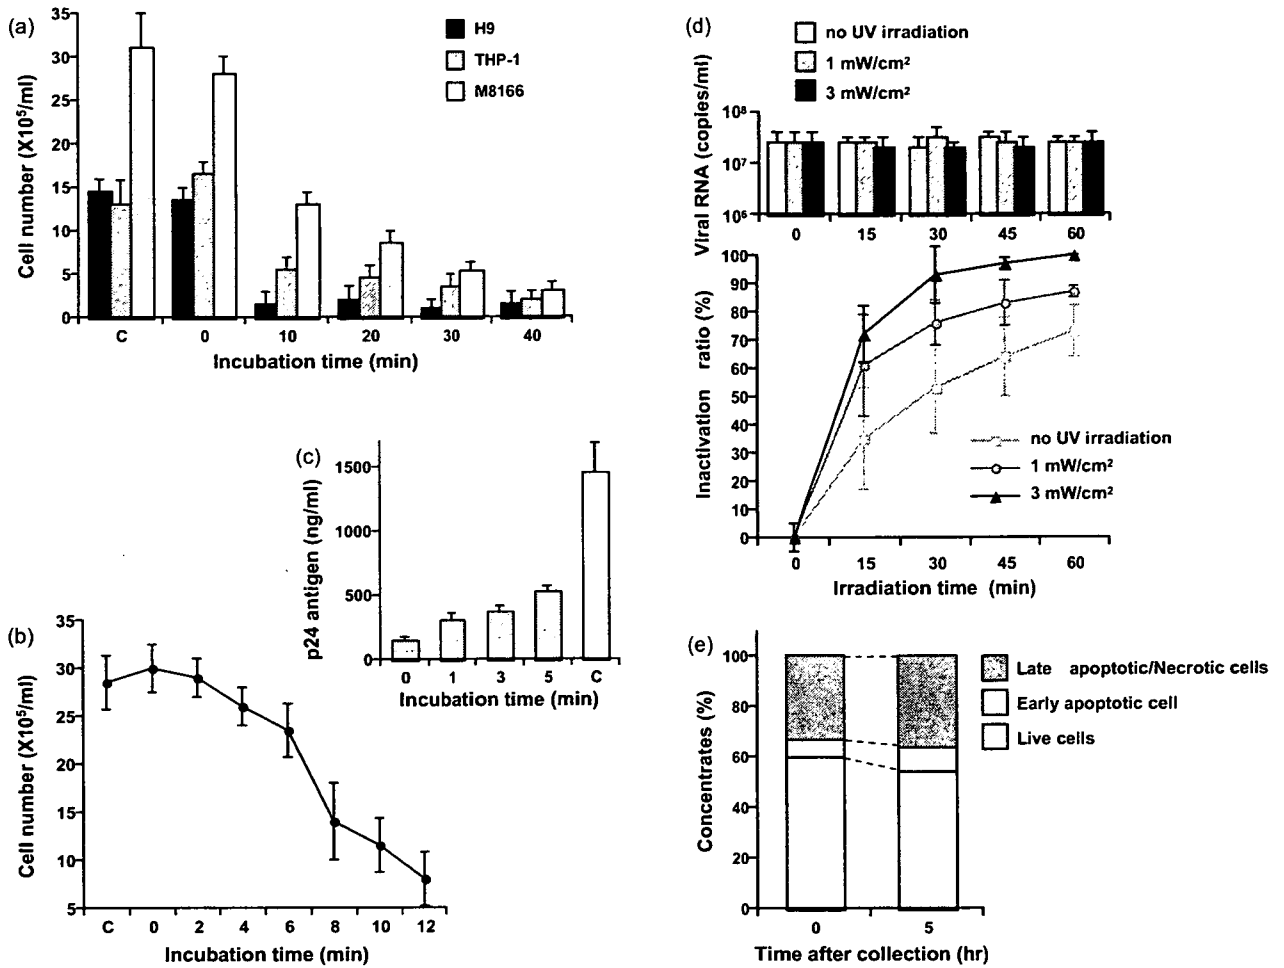 (a)
35
30
25
20
15
10
5
0
Cell number (X10⁵/ml)
H9
THP-1
M8166
C 0 10 20 30 40
Incubation time (min)
(b)
35
30
25
20
15
10
5
Cell number (X10⁵/ml)
C 0 2 4 6 8 10 12
Incubation time (min)
(c)
1500
1000
500
0
p24 antigen (ng/ml)
0 1 3 5 C
Incubation time (min)
(d)
no UV irradiation
1 mW/cm²
3 mW/cm²
Viral RNA (copies/ml)
10⁸
10⁷
10⁶
0 15 30 45 60
Inactivation ratio (%)
100
90
80
70
60
50
40
30
20
10
0
no UV irradiation
1 mW/cm²
3 mW/cm²
0 15 30 45 60
Irradiation time (min)
(e)
100
80
60
40
20
0
Concentrates (%)
Late apoptotic/Necrotic cells
Early apoptotic cell
Live cells
0 5
Time after collection (hr)